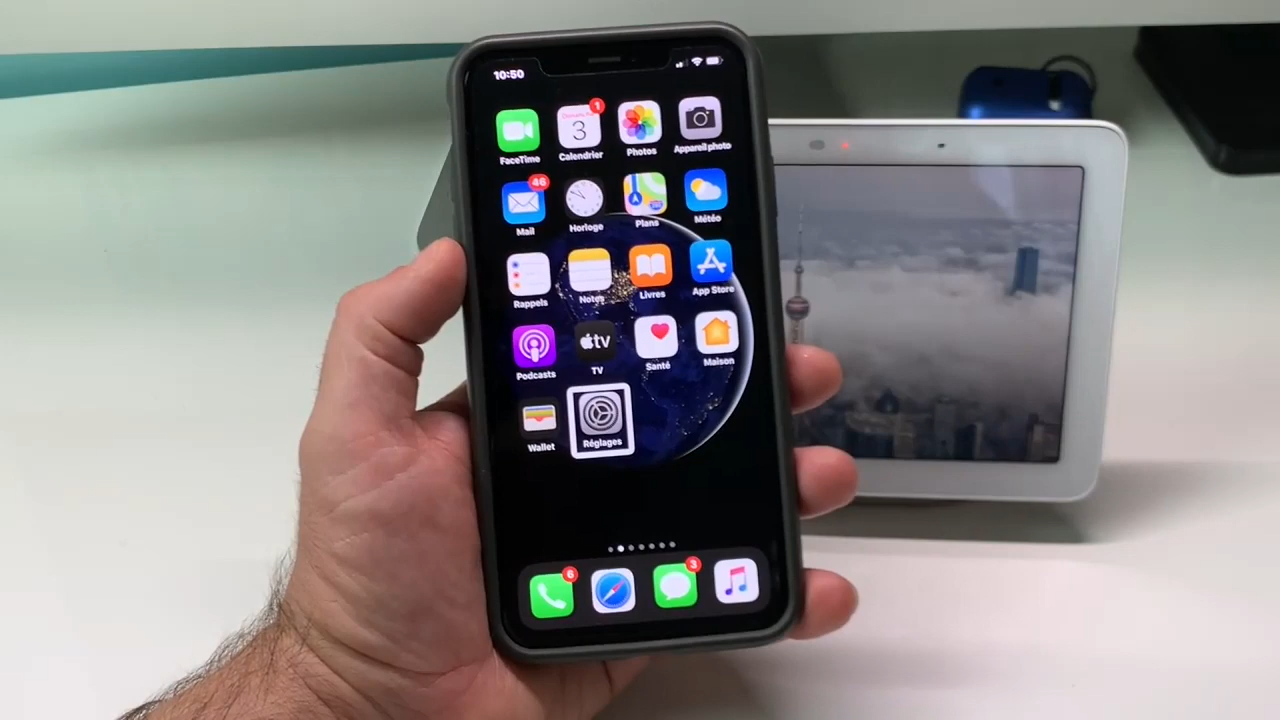 10:50
FaceTime
1
3
Calendrier
Photos
Appareil photo
46
Mail
Horloge
Plans
Météo
Rappels
Notes
Livres
App Store
Podcasts
tv
TV
Santé
Maison
Wallet
Réglages
6
3